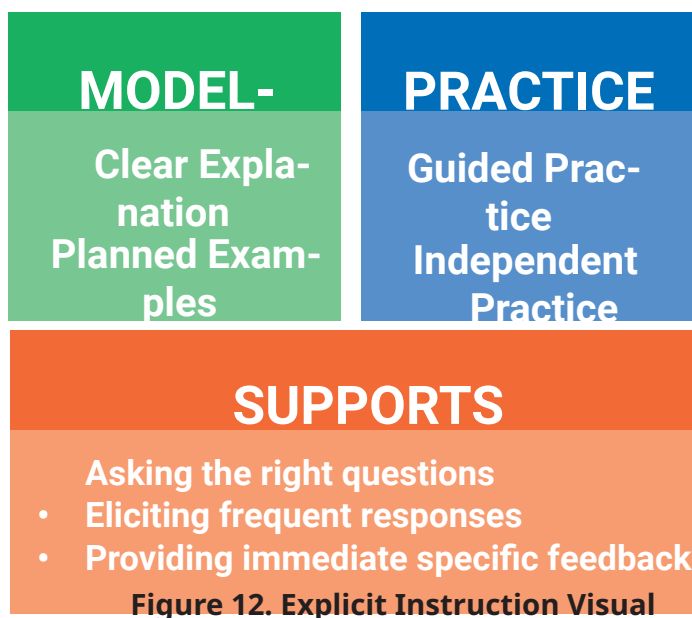 MODEL-
Clear Expla-
nation
Planned Exam-
ples
PRACTICE
Guided Prac-
tice
Independent
Practice
SUPPORTS
Asking the right questions
• Eliciting frequent responses
• Providing immediate specific feedback
Figure 12. Explicit Instruction Visual